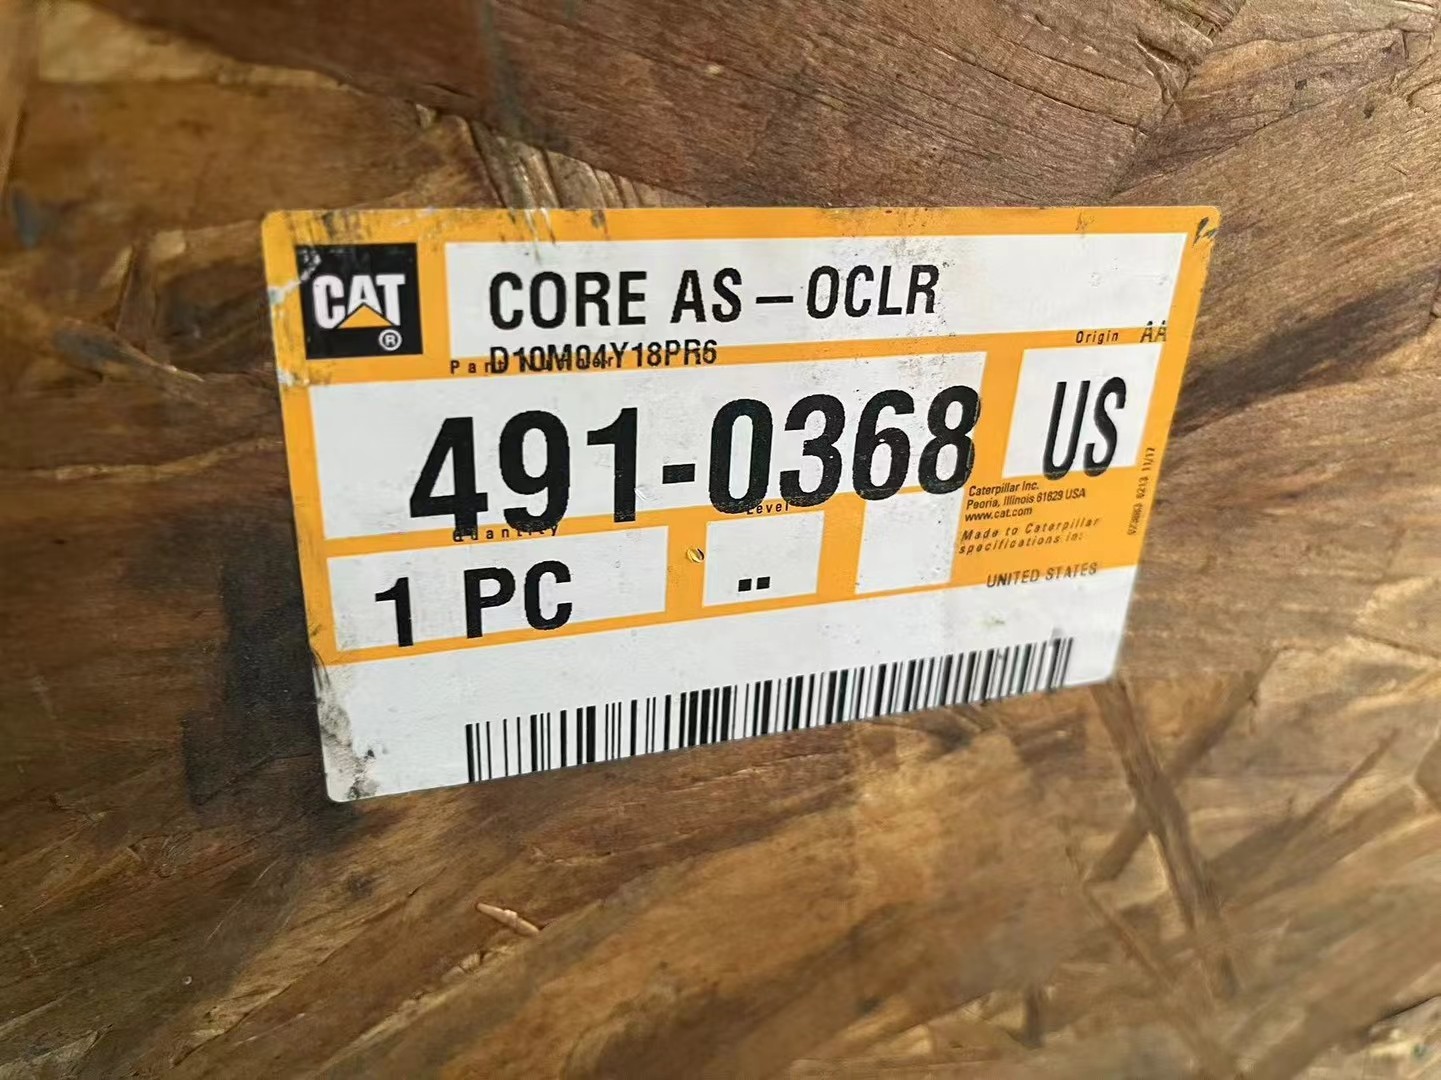 CAT
®
CORE AS – OCLR
D10M04Y18PR6
Part Number
Origin AA
491-0368
US
Caterpillar Inc.
Peoria, Illinois 61629 USA
www.cat.com
Made to Caterpillar
specifications in:
UNITED STATES
Quantity
Level
1 PC
..